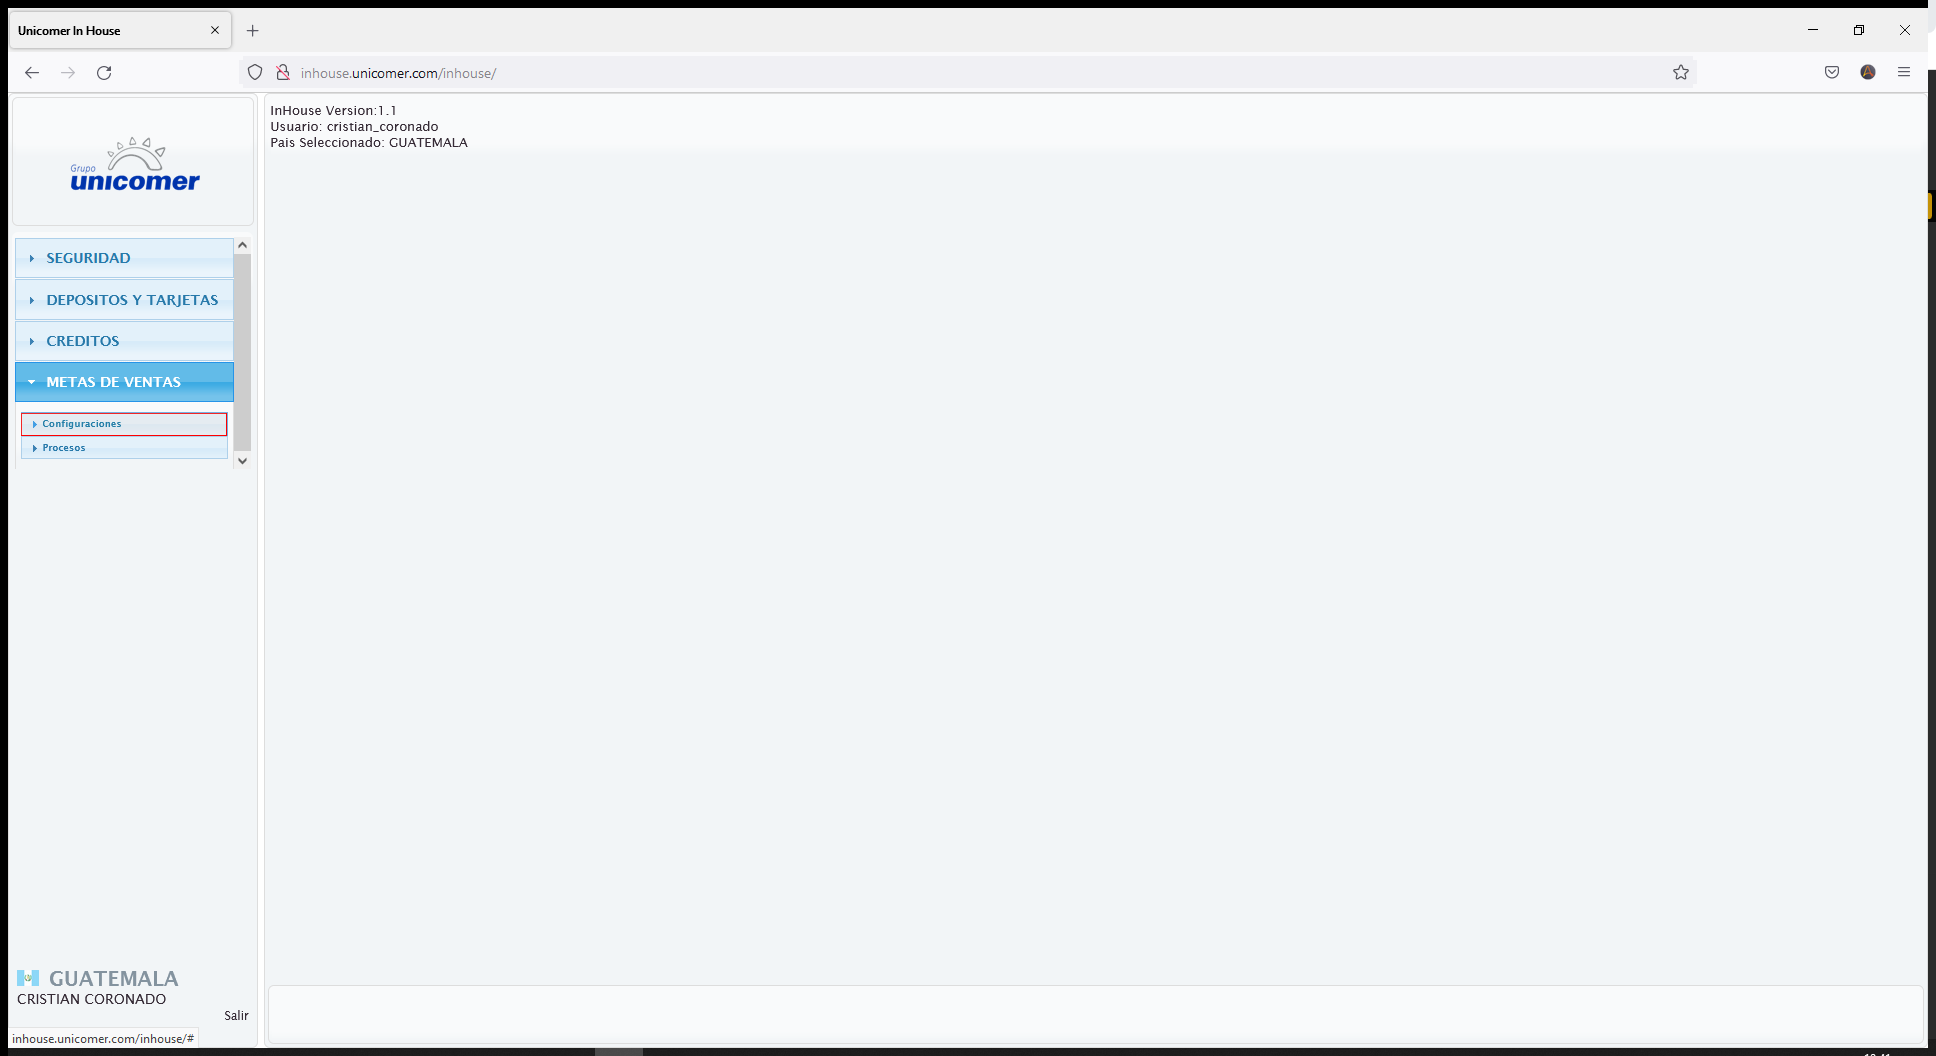 Unicomer In House
inhouse.unicomer.com/inhouse/
InHouse Version:1.1
Usuario: cristian_coronado
Pais Seleccionado: GUATEMALA
Grupo
unicomer
SEGURIDAD
DEPOSITOS Y TARJETAS
CREDITOS
METAS DE VENTAS
Configuraciones
Procesos
GUATEMALA
CRISTIAN CORONADO
Salir
inhouse.unicomer.com/inhouse/#